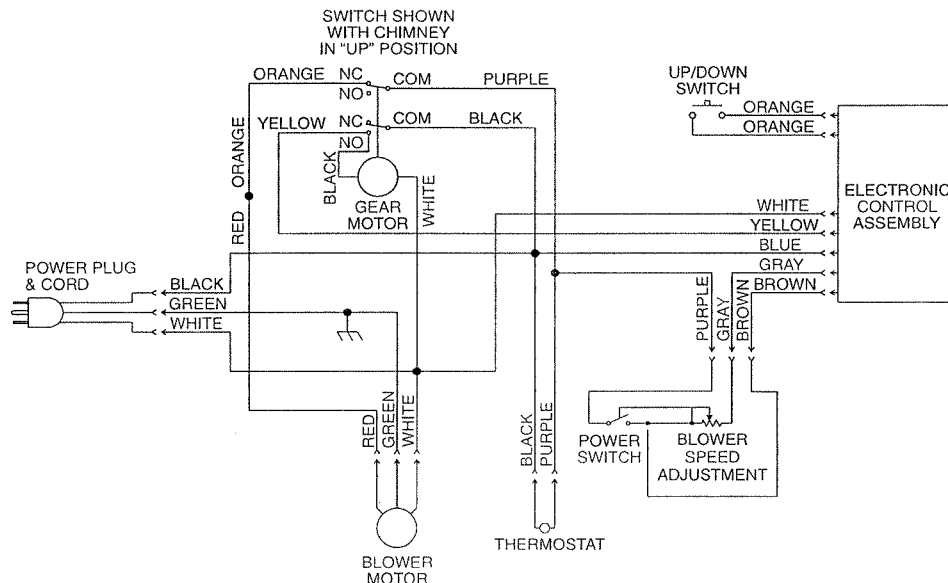 SWITCH SHOWN
WITH CHIMNEY
IN "UP" POSITION
ORANGE
NC
COM
PURPLE
NO
UP/DOWN
SWITCH
ORANGE
ORANGE
YELLOW
NC
COM
BLACK
NO
ORANGE
BLACK
GEAR
MOTOR
WHITE
RED
ELECTRONIC
CONTROL
ASSEMBLY
WHITE
YELLOW
BLUE
GRAY
BROWN
POWER PLUG
& CORD
BLACK
GREEN
WHITE
PURPLE
GRAY
BROWN
RED
GREEN
WHITE
BLACK
PURPLE
POWER
SWITCH
BLOWER
SPEED
ADJUSTMENT
THERMOSTAT
BLOWER
MOTOR